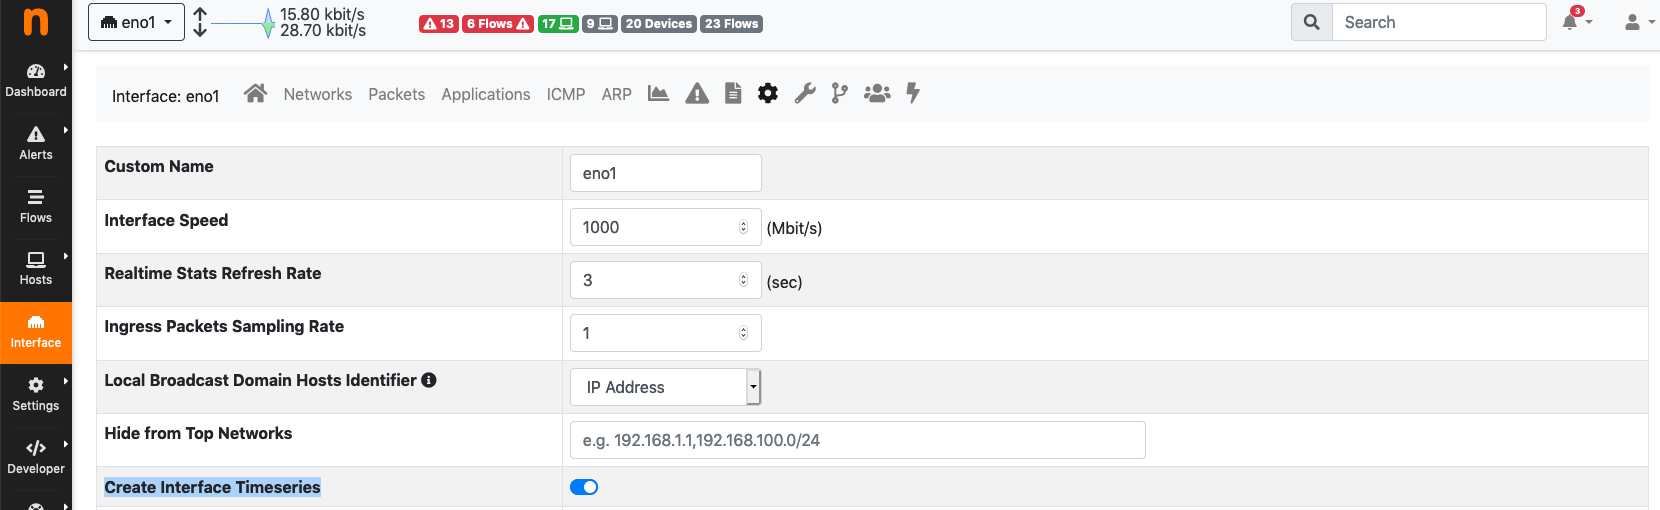 n
eno1
15.80 kbit/s
28.70 kbit/s
13
6 Flows
17
9
20 Devices
23 Flows
Search
3
Dashboard
Alerts
Flows
Hosts
Interface
Settings
Developer
Interface: eno1
Networks
Packets
Applications
ICMP
ARP
Custom Name
eno1
Interface Speed
1000
(Mbit/s)
Realtime Stats Refresh Rate
3
(sec)
Ingress Packets Sampling Rate
1
Local Broadcast Domain Hosts Identifier
IP Address
Hide from Top Networks
e.g. 192.168.1.1,192.168.100.0/24
Create Interface Timeseries